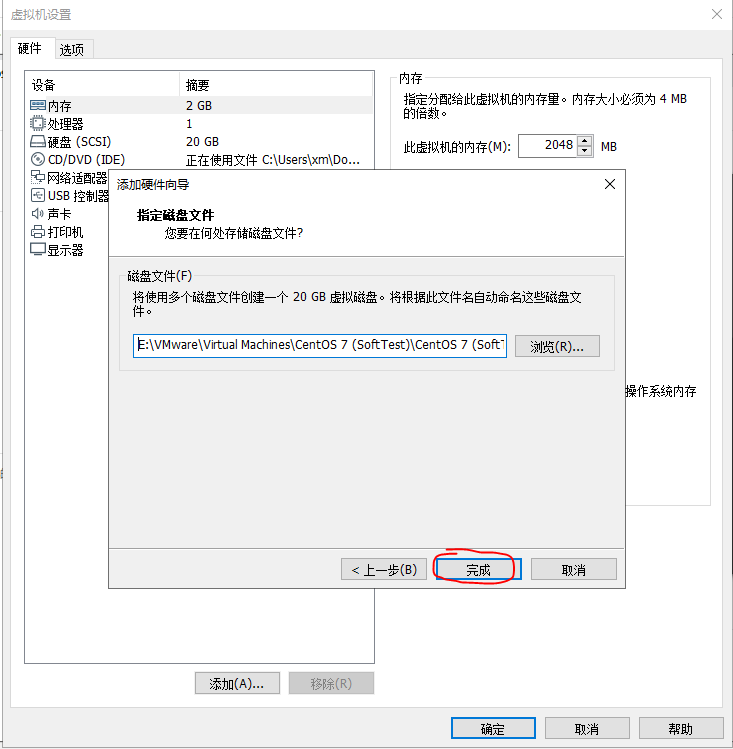 虚拟机设置
硬件 选项
设备 摘要
内存 2 GB
处理器 1
硬盘 (SCSI) 20 GB
CD/DVD (IDE) 正在使用文件 C:\Users\xm\Do...
网络适配器
USB 控制器
声卡
打印机
显示器
内存
指定分配给此虚拟机的内存量。内存大小必须为 4 MB
的倍数。
此虚拟机的内存(M): 2048 MB
操作系统内存
添加硬件向导
指定磁盘文件
您要在何处存储磁盘文件?
磁盘文件(F)
将使用多个磁盘文件创建一个 20 GB 虚拟磁盘。将根据此文件名自动命名这些磁盘文
件。
E:\VMware\Virtual Machines\CentOS 7 (SoftTest)\CentOS 7 (Soft
浏览(R)...
< 上一步(B) 完成 取消
添加(A)... 移除(R)
确定 取消 帮助